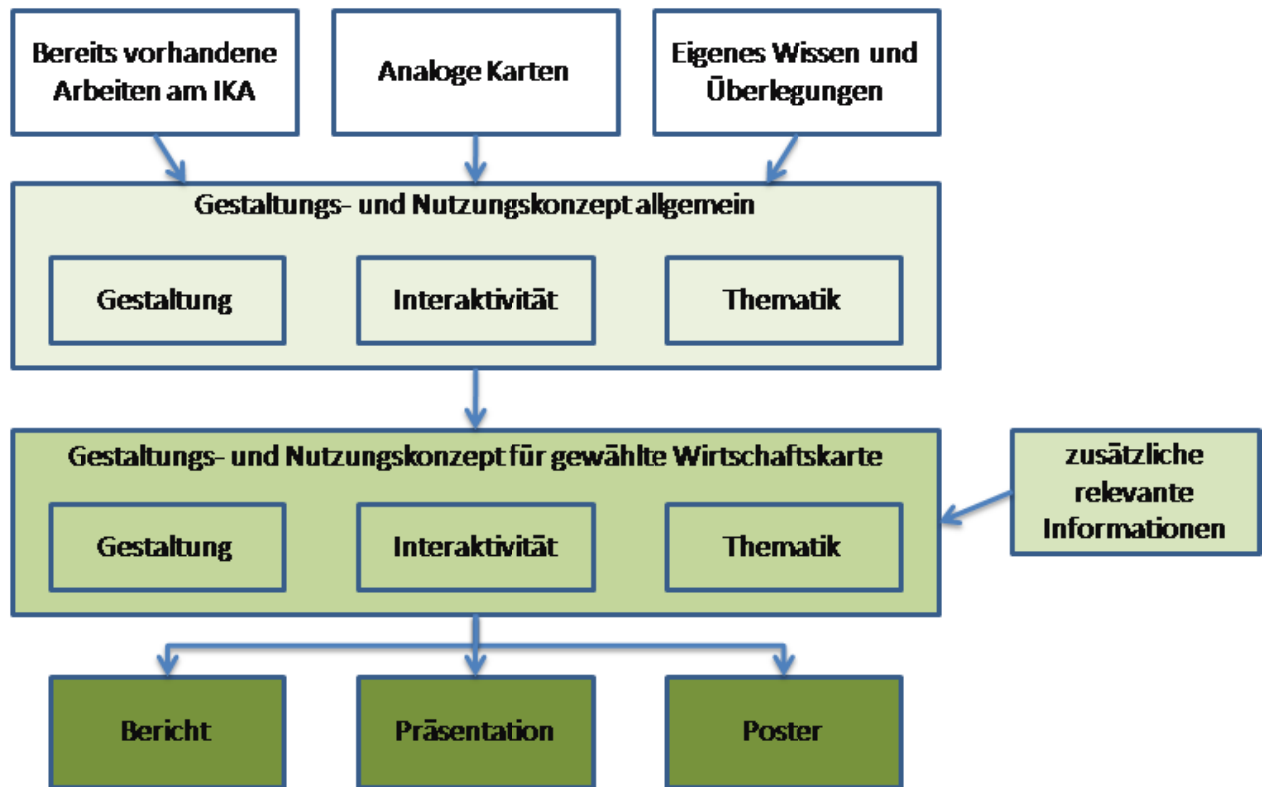 Bereits vorhandene
Arbeiten am IKA
Analoge Karten
Eigenes Wissen und
Überlegungen
Gestaltungs- und Nutzungskonzept allgemein
Gestaltung
Interaktivität
Thematik
Gestaltungs- und Nutzungskonzept für gewählte Wirtschaftskarte
Gestaltung
Interaktivität
Thematik
zusätzliche
relevante
Informationen
Bericht
Präsentation
Poster